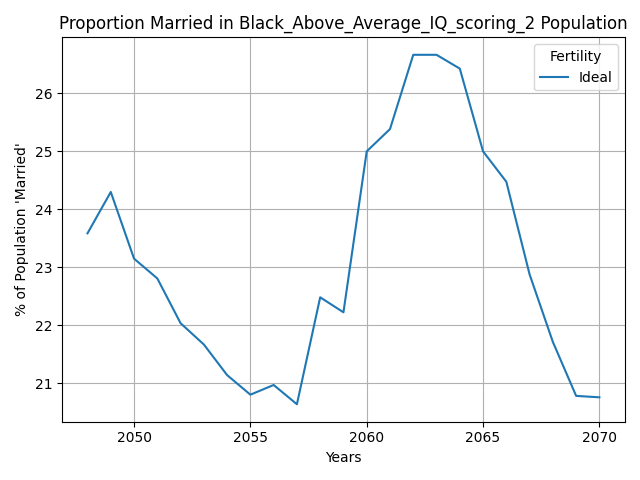 Proportion Married in Black_Above_Average_IQ_scoring_2 Population
Fertility
Ideal
% of Population 'Married'
26
25
24
23
22
21
2050
2055
2060
2065
2070
Years